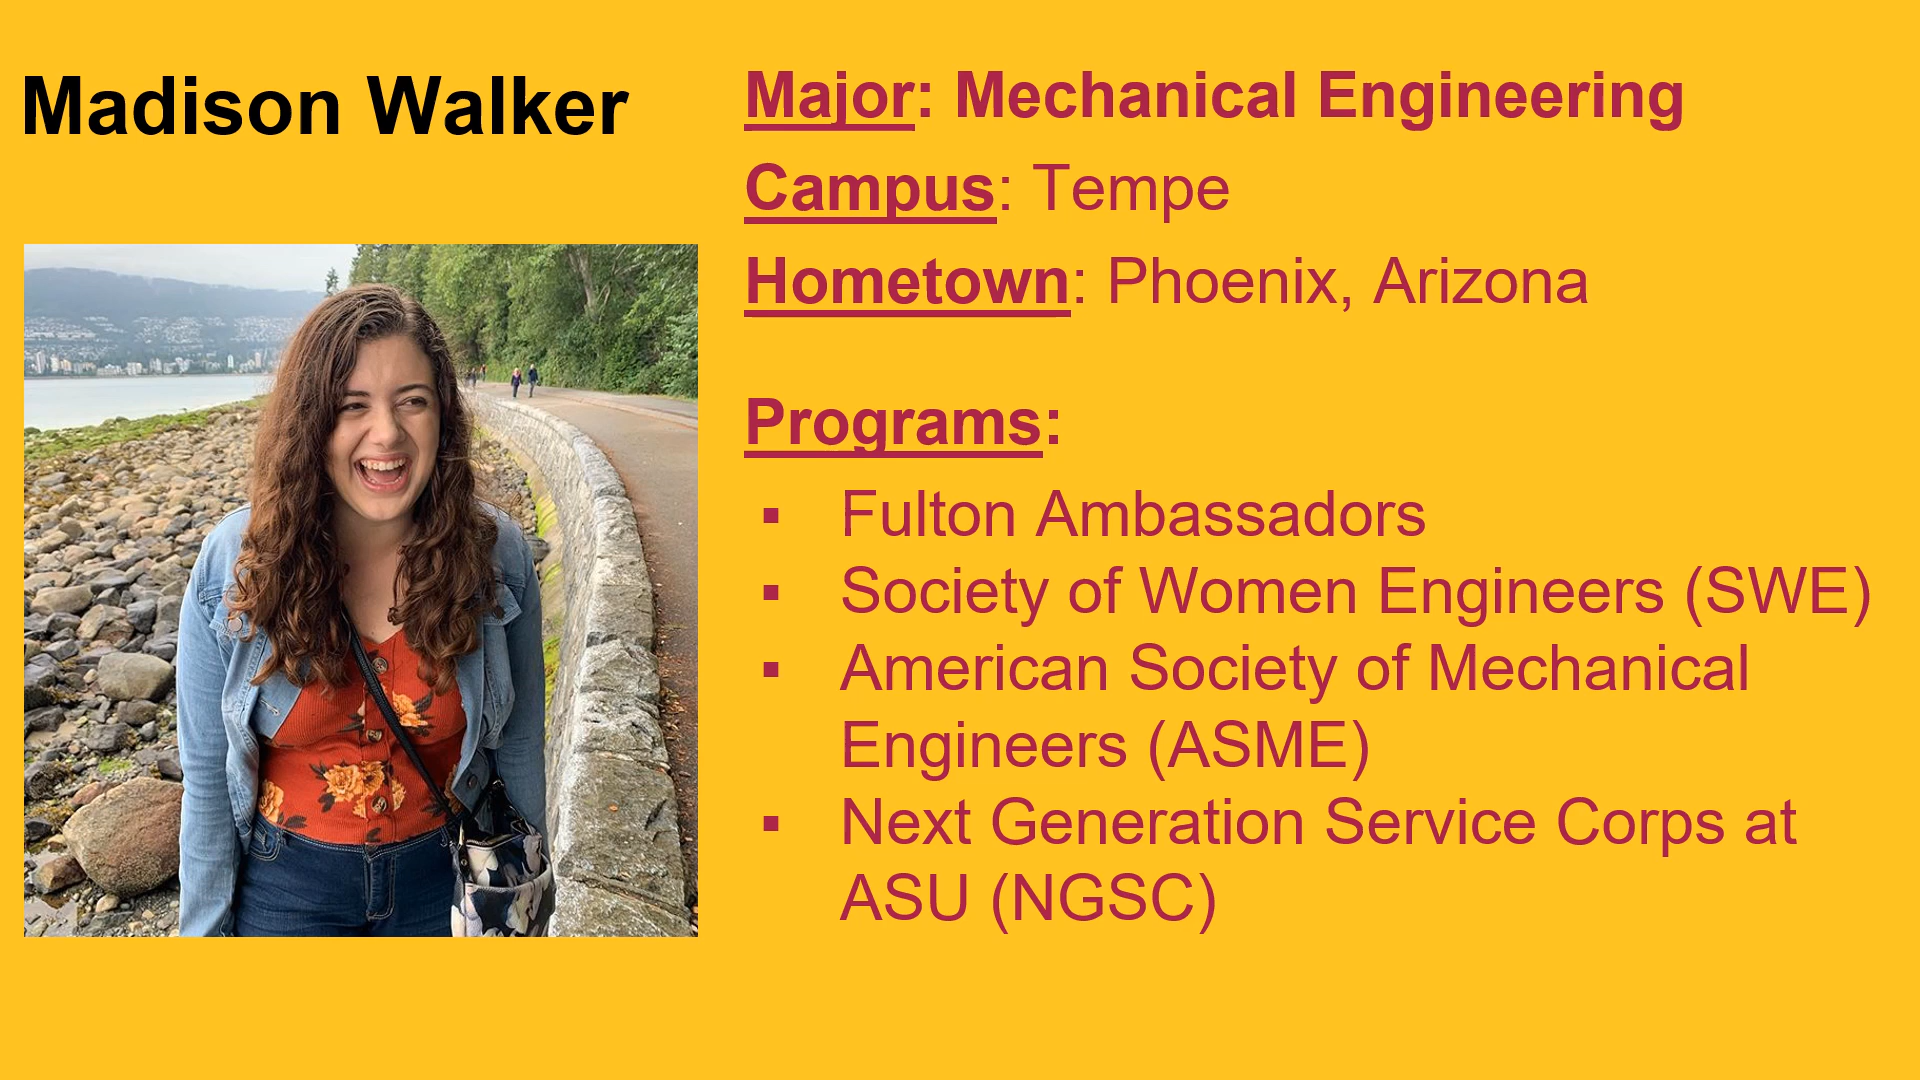 Madison Walker
Major: Mechanical Engineering
Campus: Tempe
Hometown: Phoenix, Arizona
Programs:
▪ Fulton Ambassadors
▪ Society of Women Engineers (SWE)
▪ American Society of Mechanical
Engineers (ASME)
▪ Next Generation Service Corps at
ASU (NGSC)